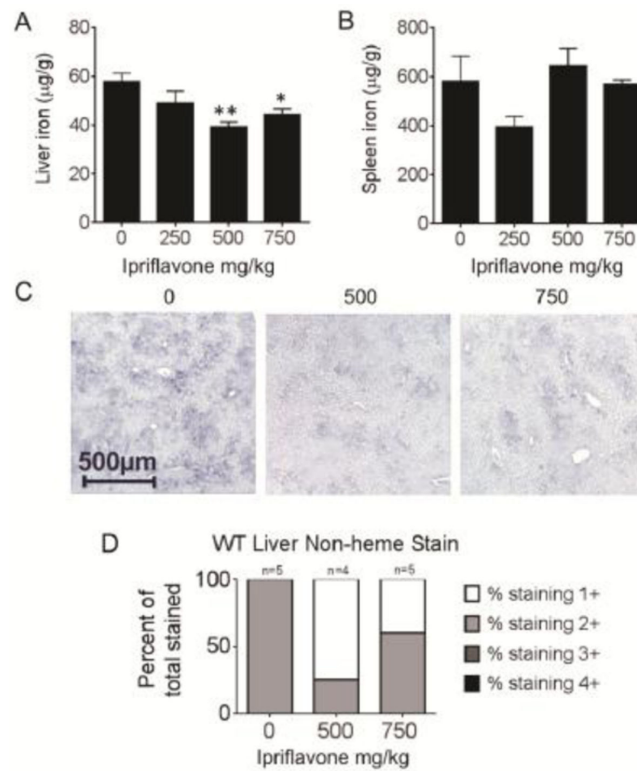 A
Liver iron (µg/g)
80
60
40
20
0
** *
0 250 500 750
Ipriflavone mg/kg
B
Spleen iron (µg/g)
800
600
400
200
0
0 250 500 750
Ipriflavone mg/kg
C
0 500 750
500µm
D
WT Liver Non-heme Stain
n=5 n=4 n=5
Percent of
total stained
100
50
0
0 500 750
Ipriflavone mg/kg
% staining 1+
% staining 2+
% staining 3+
% staining 4+